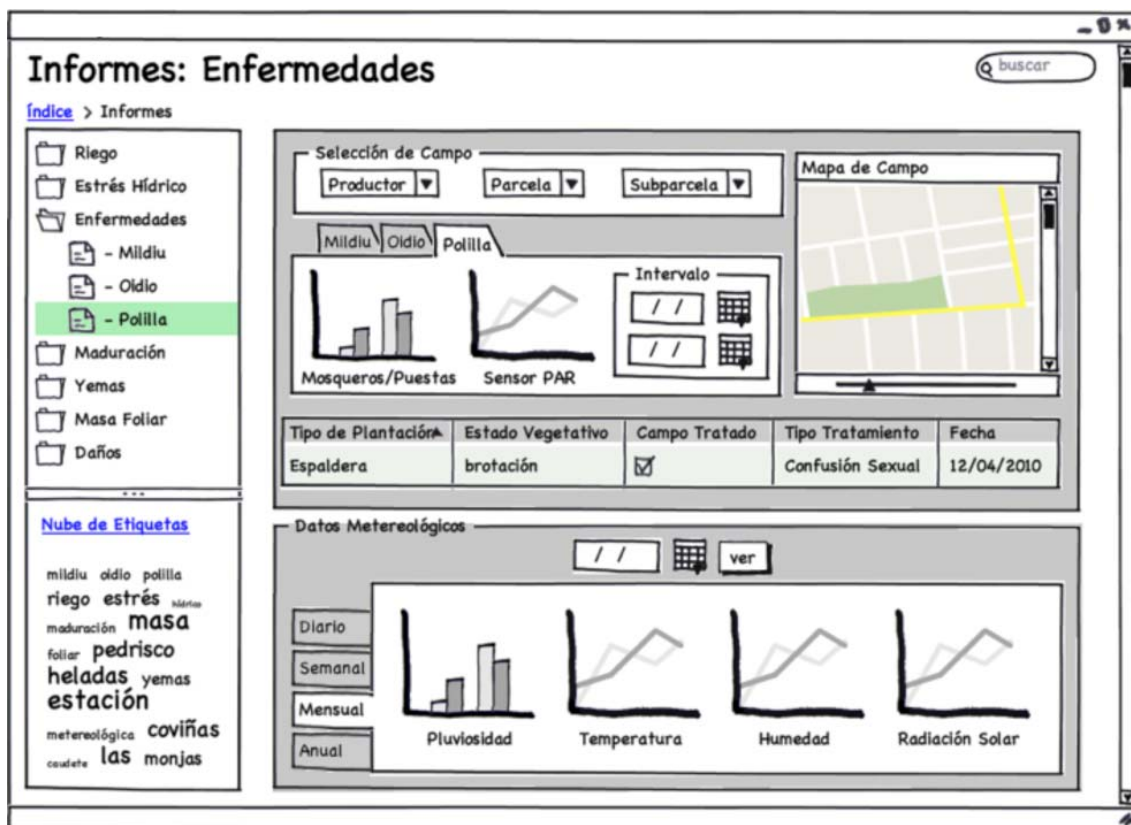 Informes: Enfermedades
buscar
Índice > Informes
Riego
Estrés Hídrico
Enfermedades
- Mildiu
- Oidio
- Polilla
Maduración
Yemas
Masa Foliar
Daños
Nube de Etiquetas
mildiu oidio polilla
riego estrés hídrico
maduración masa
foliar pedrisco
heladas yemas
estación
metereológica coviñas
caudete las monjas
Selección de Campo
Productor Parcela Subparcela
Mapa de Campo
Mildiu Oidio Polilla
Intervalo
/ /
/ /
Mosqueros/Puestas Sensor PAR
Tipo de Plantación Estado Vegetativo Campo Tratado Tipo Tratamiento Fecha
Espaldera brotación Confusión Sexual 12/04/2010
Datos Metereológicos
/ / ver
Diario
Semanal
Mensual
Anual
Pluviosidad Temperatura Humedad Radiación Solar